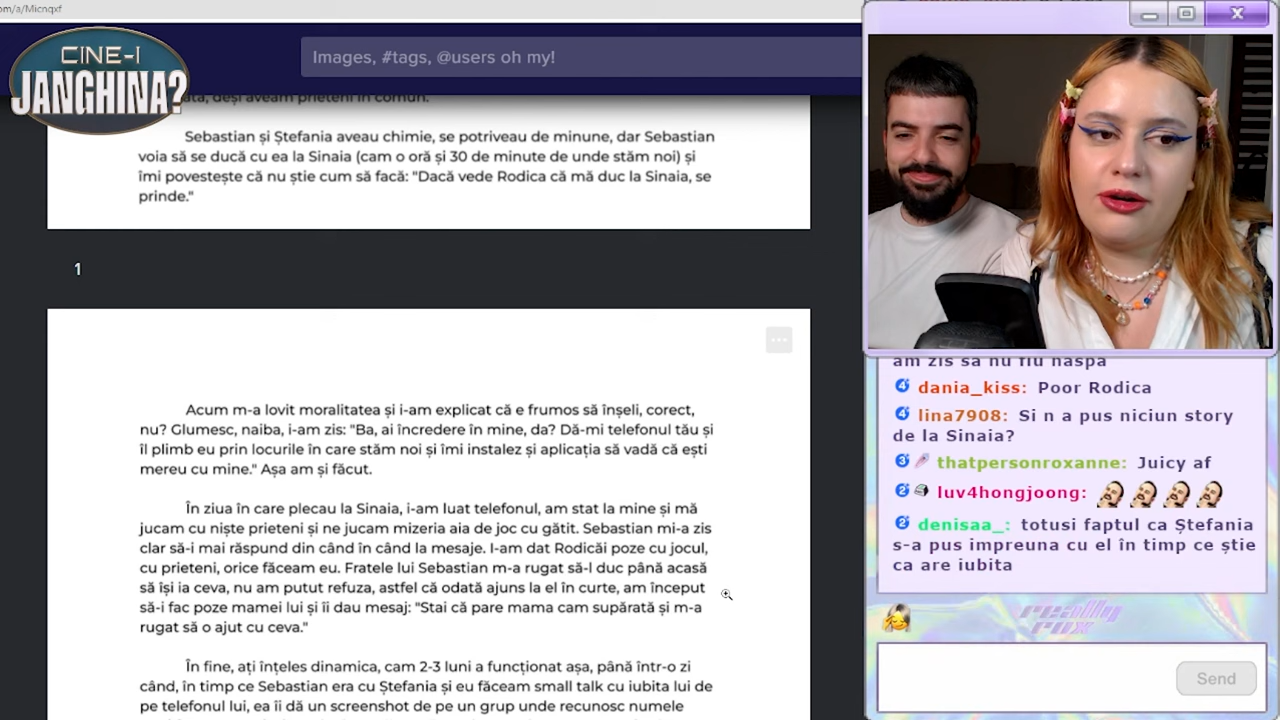 om/a/Micnqxf
CINE-I
JANGHINA?
Images, #tags, @users oh my!
ată, deși aveam prieteni în comun.
Sebastian și Ștefania aveau chimie, se potriveau de minune, dar Sebastian
voia să se ducă cu ea la Sinaia (cam o oră și 30 de minute de unde stăm noi) și
îmi povestește că nu știe cum să facă: "Dacă vede Rodica că mă duc la Sinaia, se
prinde."
1
Acum m-a lovit moralitatea și i-am explicat că e frumos să înșeli, corect,
nu? Glumesc, naiba, i-am zis: "Ba, ai încredere în mine, da? Dă-mi telefonul tău și
îl plimb eu prin locurile în care stăm noi și îmi instalez și aplicația să vadă că ești
mereu cu mine." Așa am și făcut.
În ziua în care plecau la Sinaia, i-am luat telefonul, am stat la mine și mă
jucam cu niște prieteni și ne jucam mizeria aia de joc cu gătit. Sebastian mi-a zis
clar să-i mai răspund din când în când la mesaje. I-am dat Rodicăi poze cu jocul,
cu prieteni, orice făceam eu. Fratele lui Sebastian m-a rugat să-l duc până acasă
să își ia ceva, nu am putut refuza, astfel că odată ajuns la el în curte, am început
să-i fac poze mamei lui și îi dau mesaj: "Stai că pare mama cam supărată și m-a
rugat să o ajut cu ceva."
În fine, ați înțeles dinamica, cam 2-3 luni a funcționat așa, până într-o zi
când, în timp ce Sebastian era cu Ștefania și eu făceam small talk cu iubita lui de
pe telefonul lui, ea îi dă un screenshot de pe un grup unde recunosc numele
am zis sa nu fiu naspa
dania_kiss: Poor Rodica
lina7908: Si n a pus niciun story
de la Sinaia?
thatpersonroxanne: Juicy af
luv4hongjoong:
denisaa_: totusi faptul ca Ștefania
s-a pus impreuna cu el în timp ce știe
ca are iubita
really
rox
Send